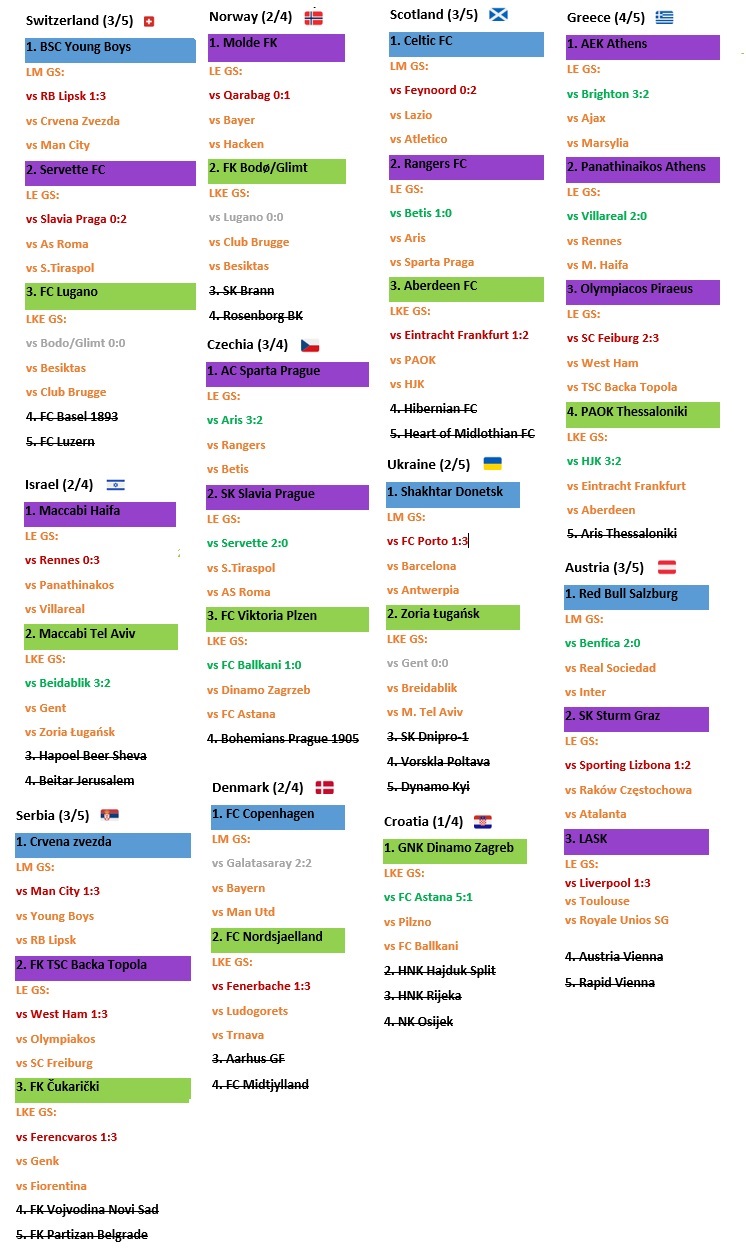 Switzerland (3/5)
1. BSC Young Boys
LM GS:
vs RB Lipsk 1:3
vs Crvena Zvezda
vs Man City
2. Servette FC
LE GS:
vs Slavia Praga 0:2
vs As Roma
vs S.Tiraspol
3. FC Lugano
LKE GS:
vs Bodo/Glimt 0:0
vs Besiktas
vs Club Brugge
4. FC Basel 1893
5. FC Luzern
Israel (2/4)
1. Maccabi Haifa
LE GS:
vs Rennes 0:3
vs Panathinakos
vs Villareal
2. Maccabi Tel Aviv
LKE GS:
vs Beidablik 3:2
vs Gent
vs Zoria Ługańsk
3. Hapoel Beer Sheva
4. Beitar Jerusalem
Serbia (3/5)
1. Crvena zvezda
LM GS:
vs Man City 1:3
vs Young Boys
vs RB Lipsk
2. FK TSC Backa Topola
LE GS:
vs West Ham 1:3
vs Olympiakos
vs SC Freiburg
3. FK Čukarički
LKE GS:
vs Ferencvaros 1:3
vs Genk
vs Fiorentina
4. FK Vojvodina Novi Sad
5. FK Partizan Belgrade
Norway (2/4)
1. Molde FK
LE GS:
vs Qarabag 0:1
vs Bayer
vs Hacken
2. FK Bodø/Glimt
LKE GS:
vs Lugano 0:0
vs Club Brugge
vs Besiktas
3. SK Brann
4. Rosenborg BK
Czechia (3/4)
1. AC Sparta Prague
LE GS:
vs Aris 3:2
vs Rangers
vs Betis
2. SK Slavia Prague
LE GS:
vs Servette 2:0
vs S.Tiraspol
vs AS Roma
3. FC Viktoria Plzen
LKE GS:
vs FC Ballkani 1:0
vs Dinamo Zagrzeb
vs FC Astana
4. Bohemians Prague 1905
Denmark (2/4)
1. FC Copenhagen
LM GS:
vs Galatasaray 2:2
vs Bayern
vs Man Utd
2. FC Nordsjaelland
LKE GS:
vs Fenerbache 1:3
vs Ludogorets
vs Trnava
3. Aarhus GF
4. FC Midtjylland
Scotland (3/5)
1. Celtic FC
LM GS:
vs Feynoord 0:2
vs Lazio
vs Atletico
2. Rangers FC
LE GS:
vs Betis 1:0
vs Aris
vs Sparta Praga
3. Aberdeen FC
LKE GS:
vs Eintracht Frankfurt 1:2
vs PAOK
vs HJK
4. Hibernian FC
5. Heart of Midlothian FC
Ukraine (2/5)
1. Shakhtar Donetsk
LM GS:
vs FC Porto 1:3
vs Barcelona
vs Antwerpia
2. Zoria Ługańsk
LKE GS:
vs Gent 0:0
vs Breidablik
vs M. Tel Aviv
3. SK Dnipro-1
4. Vorskla Poltava
5. Dynamo Kyi
Croatia (1/4)
1. GNK Dinamo Zagreb
LKE GS:
vs FC Astana 5:1
vs Pilzno
vs FC Ballkani
2. HNK Hajduk Split
3. HNK Rijeka
4. NK Osijek
Greece (4/5)
1. AEK Athens
LE GS:
vs Brighton 3:2
vs Ajax
vs Marsylia
2. Panathinaikos Athens
LE GS:
vs Villareal 2:0
vs Rennes
vs M. Haifa
3. Olympiacos Piraeus
LE GS:
vs SC Feiburg 2:3
vs West Ham
vs TSC Backa Topola
4. PAOK Thessaloniki
LKE GS:
vs HJK 3:2
vs Eintracht Frankfurt
vs Aberdeen
5. Aris Thessaloniki
Austria (3/5)
1. Red Bull Salzburg
LM GS:
vs Benfica 2:0
vs Real Sociedad
vs Inter
2. SK Sturm Graz
LE GS:
vs Sporting Lizbona 1:2
vs Raków Częstochowa
vs Atalanta
3. LASK
LE GS:
vs Liverpool 1:3
vs Toulouse
vs Royale Unios SG
4. Austria Vienna
5. Rapid Vienna